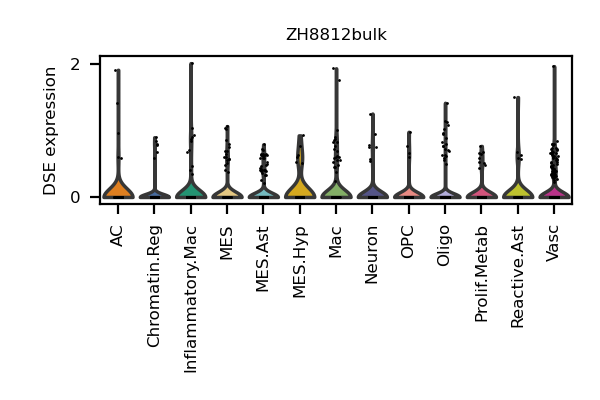 ZH8812bulk
DSE expression
2
0
AC
Chromatin.Reg
Inflammatory.Mac
MES
MES.Ast
MES.Hyp
Mac
Neuron
OPC
Oligo
Prolif.Metab
Reactive.Ast
Vasc